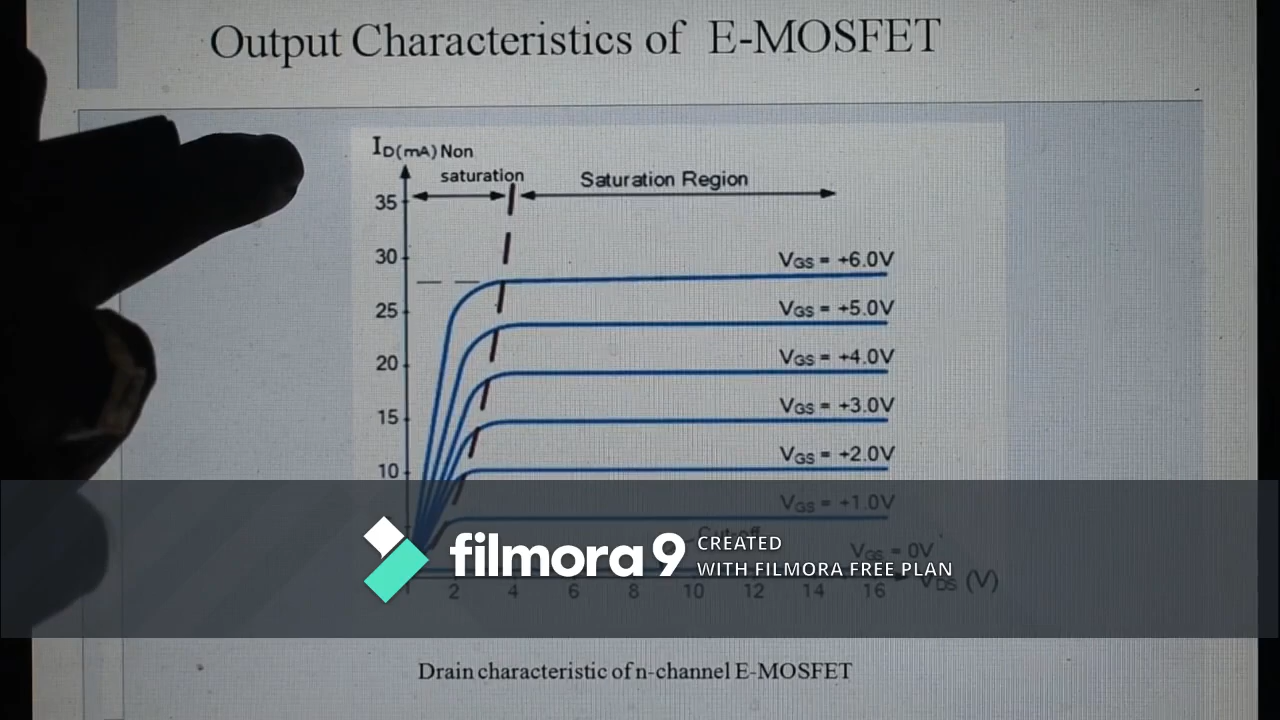 Output Characteristics of E-MOSFET
ID(mA) Non
saturation
Saturation Region
35
30
VGS = +6.0V
25
VGS = +5.0V
20
VGS = +4.0V
15
VGS = +3.0V
10
VGS = +2.0V
VGS = +1.0V
Cut-off
VGS = 0V
filmora 9 CREATED
WITH FILMORA FREE PLAN
VDS (V)
2 4 6 8 10 12 14 16
Drain characteristic of n-channel E-MOSFET